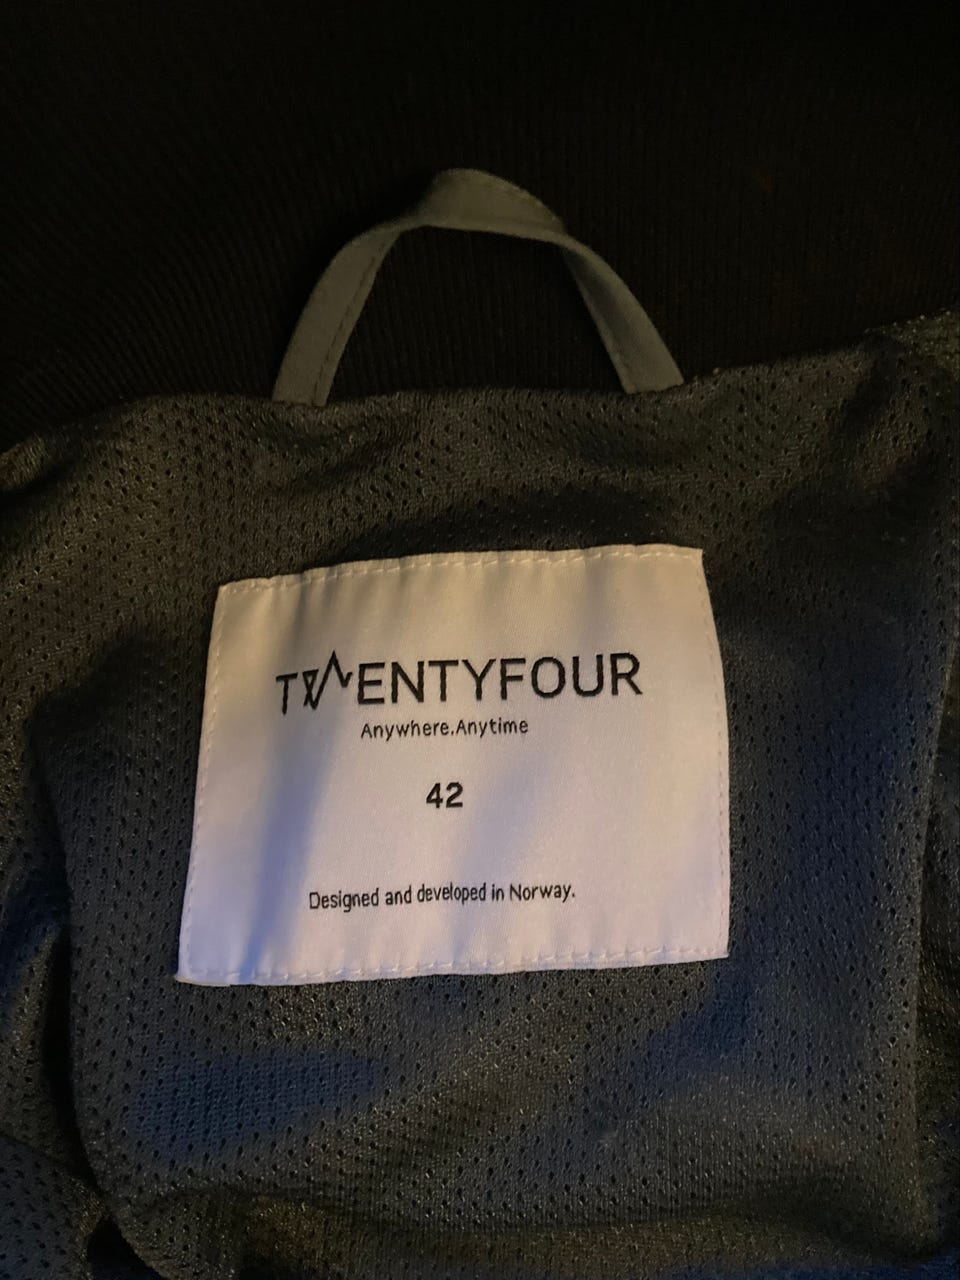 TWENTYFOUR
Anywhere.Anytime
42
Designed and developed in Norway.